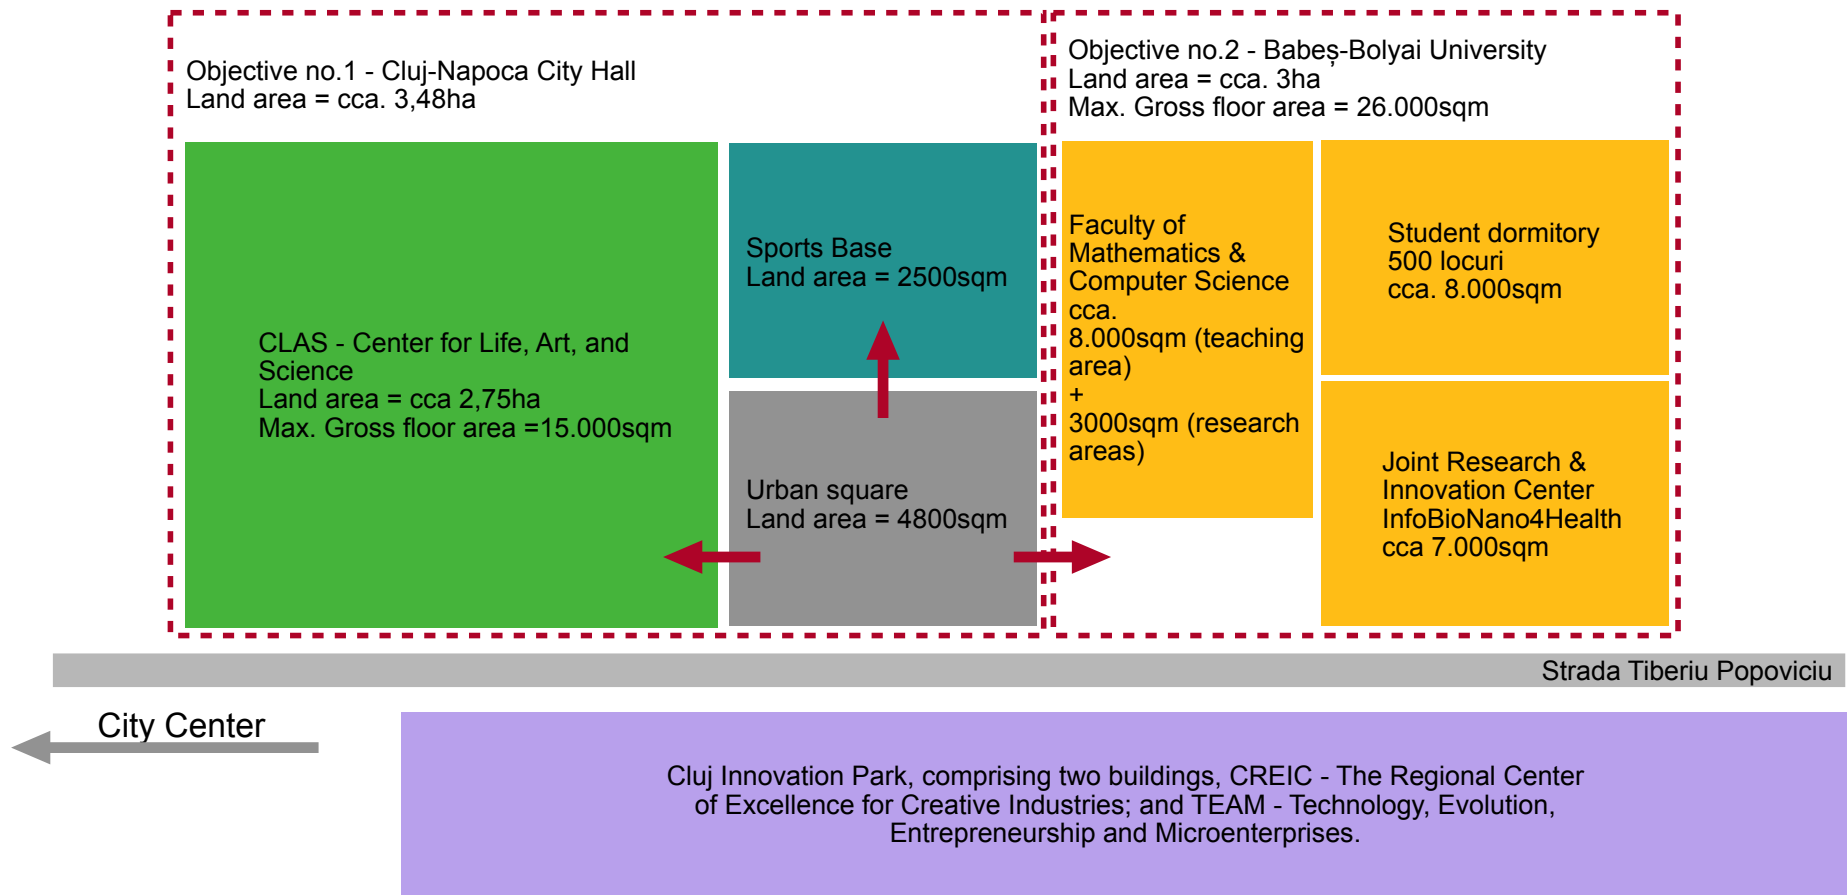 Objective no.1 - Cluj-Napoca City Hall
Land area = cca. 3,48ha
Objective no.2 - Babeș-Bolyai University
Land area = cca. 3ha
Max. Gross floor area = 26.000sqm
CLAS - Center for Life, Art, and
Science
Land area = cca 2,75ha
Max. Gross floor area =15.000sqm
Sports Base
Land area = 2500sqm
Urban square
Land area = 4800sqm
Faculty of
Mathematics &
Computer Science
cca.
8.000sqm (teaching
area)
+
3000sqm (research
areas)
Student dormitory
500 locuri
cca. 8.000sqm
Joint Research &
Innovation Center
InfoBioNano4Health
cca 7.000sqm
Strada Tiberiu Popoviciu
City Center
Cluj Innovation Park, comprising two buildings, CREIC - The Regional Center
of Excellence for Creative Industries; and TEAM - Technology, Evolution,
Entrepreneurship and Microenterprises.